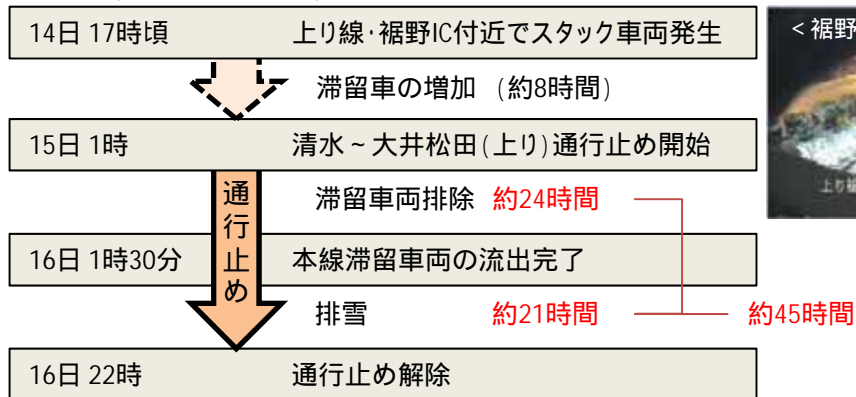 14日 17時頃 上り線・裾野IC付近でスタック車両発生
<裾野
滞留車の増加 (約8時間)
15日 1時 清水~大井松田(上り)通行止め開始
通行止め
滞留車両排除 約24時間
16日 1時30分 本線滞留車両の流出完了
排雪 約21時間 約45時間
16日 22時 通行止め解除